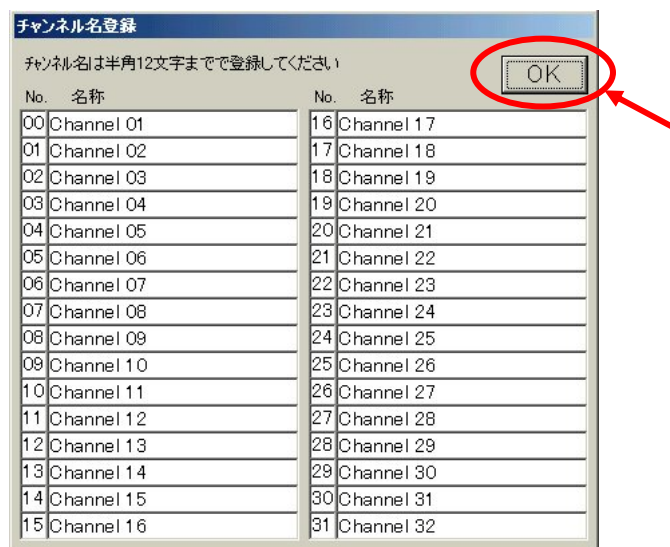 チャンネル名登録
チャンネル名は半角12文字までで登録してください
OK
No. 名称
00 Channel 01
01 Channel 02
02 Channel 03
03 Channel 04
04 Channel 05
05 Channel 06
06 Channel 07
07 Channel 08
08 Channel 09
09 Channel 10
10 Channel 11
11 Channel 12
12 Channel 13
13 Channel 14
14 Channel 15
15 Channel 16
No. 名称
16 Channel 17
17 Channel 18
18 Channel 19
19 Channel 20
20 Channel 21
21 Channel 22
22 Channel 23
23 Channel 24
24 Channel 25
25 Channel 26
26 Channel 27
27 Channel 28
28 Channel 29
29 Channel 30
30 Channel 31
31 Channel 32